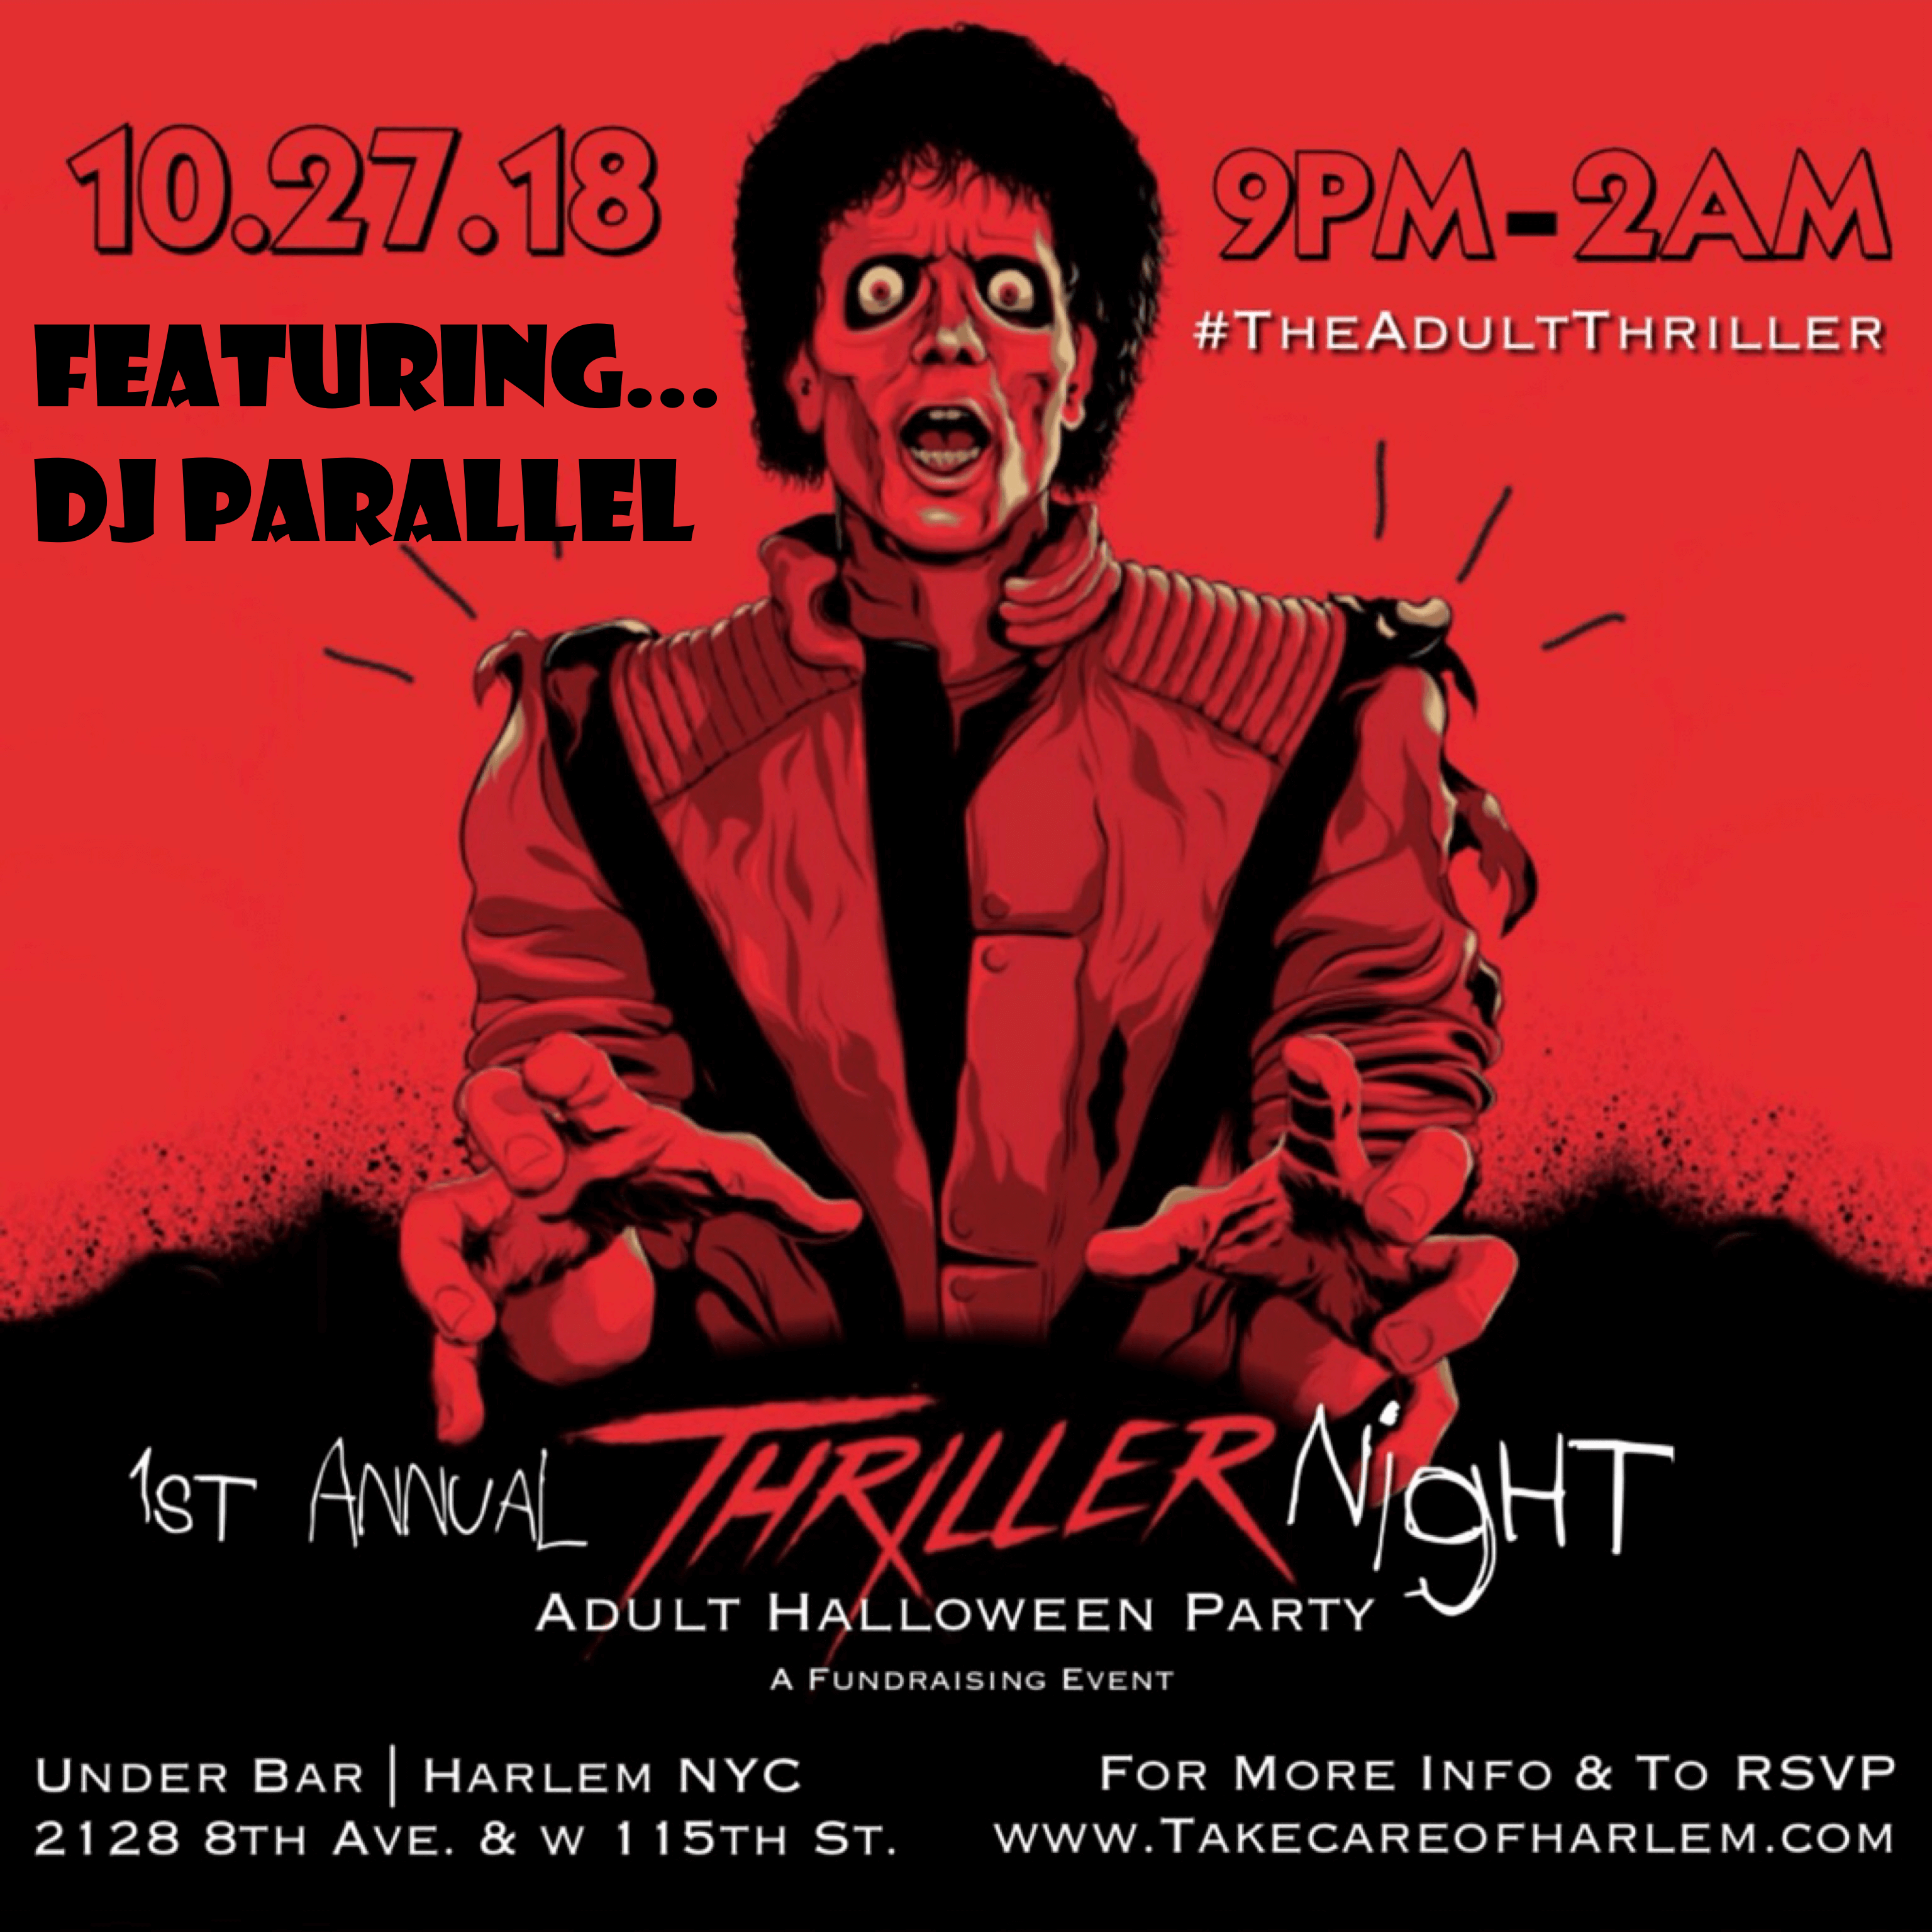 10.27.18
9PM-2AM
#TheAdultThriller
FEATURING...
DJ PARALLEL
1ST ANNUAL THRILLER NigHT
Adult Halloween Party
A Fundraising Event
Under Bar | Harlem NYC
2128 8th Ave. & W 115th St.
For More Info & To RSVP
www.Takecareofharlem.com